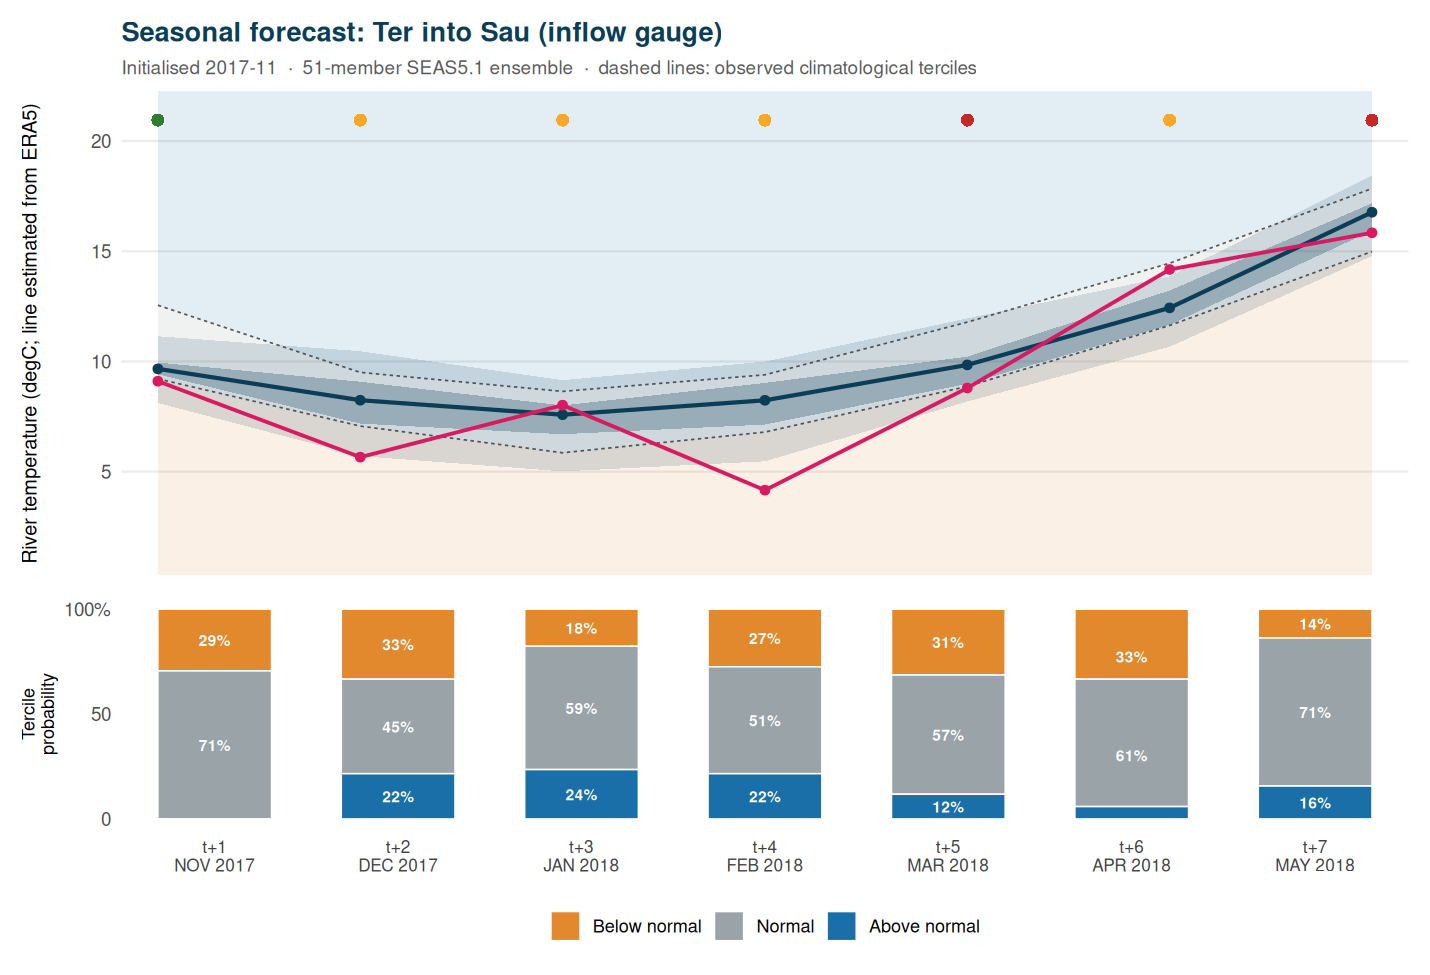 Seasonal forecast: Ter into Sau (inflow gauge)
Initialised 2017-11 · 51-member SEAS5.1 ensemble · dashed lines: observed climatological terciles
River temperature (degC; line estimated from ERA5)
20
15
10
5
Tercile
probability
100%
50
0
29% 33% 18% 27% 31% 33% 14%
71% 45% 59% 51% 57% 61% 71%
22% 24% 22% 12% 16%
t+1 t+2 t+3 t+4 t+5 t+6 t+7
NOV 2017 DEC 2017 JAN 2018 FEB 2018 MAR 2018 APR 2018 MAY 2018
Below normal Normal Above normal